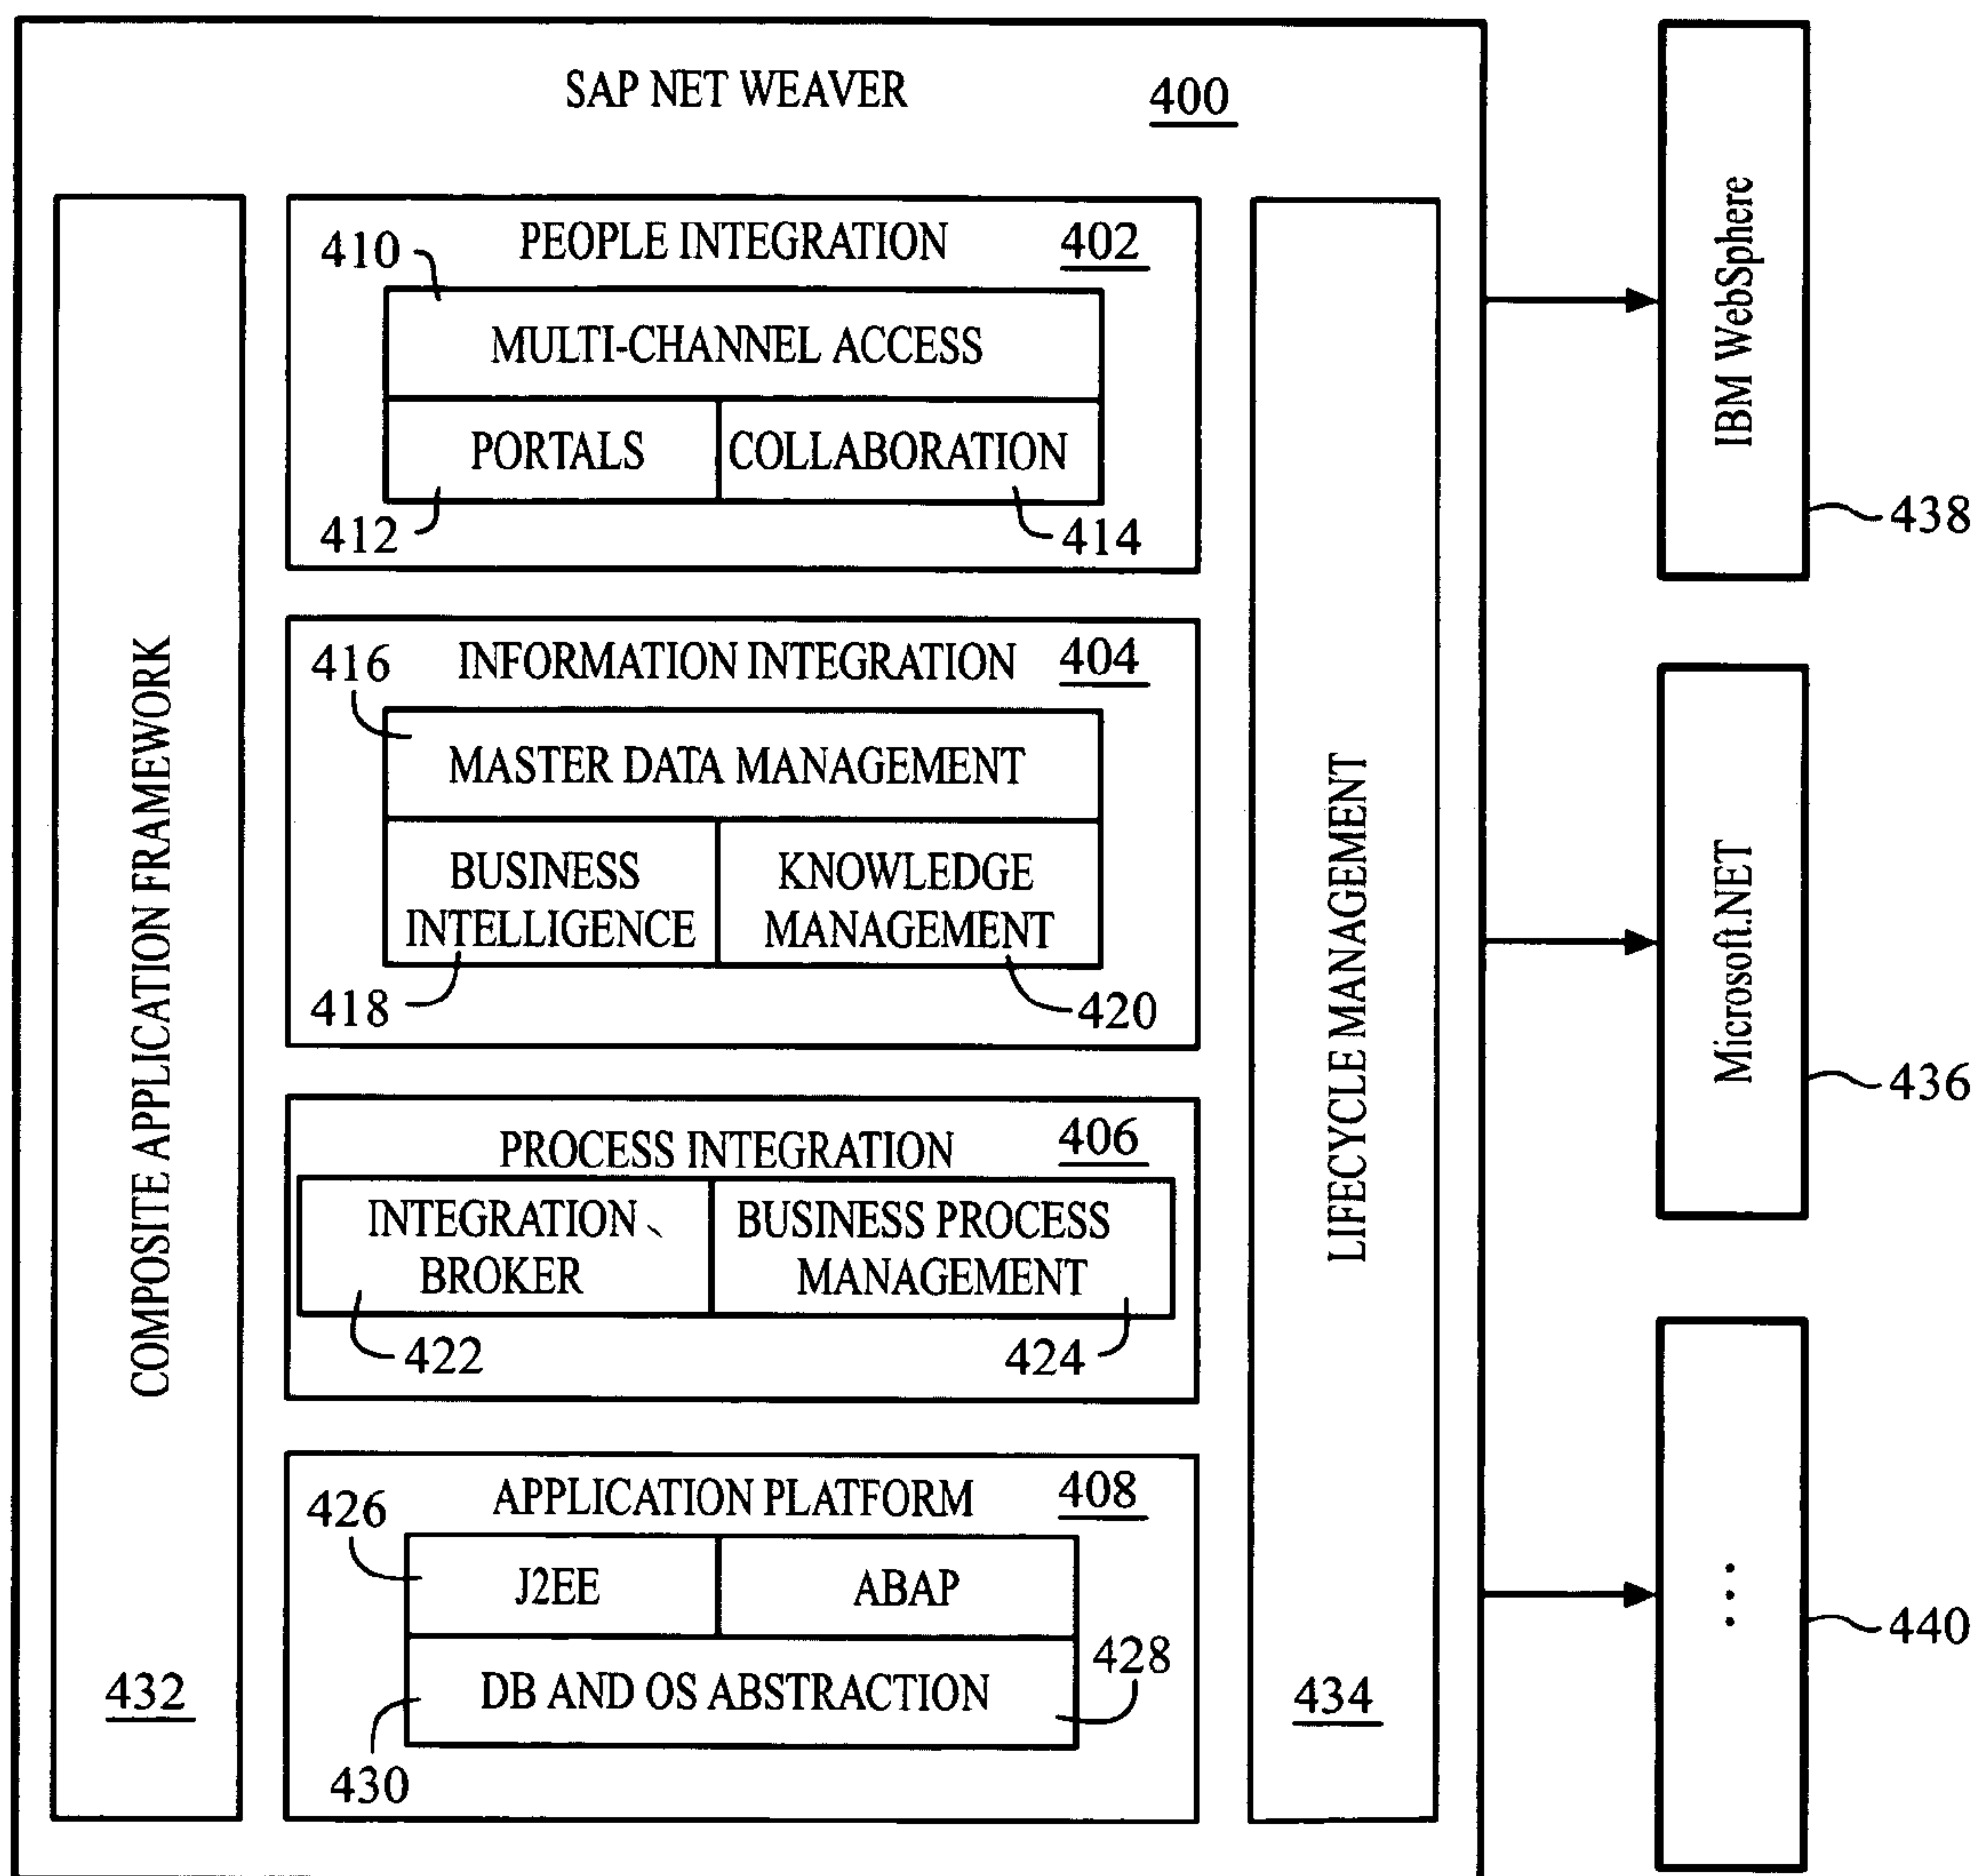 SAP NET WEAVER 400
COMPOSITE APPLICATION FRAMEWORK
432
PEOPLE INTEGRATION 402
410
MULTI-CHANNEL ACCESS
PORTALS
COLLABORATION
412
414
416
INFORMATION INTEGRATION 404
MASTER DATA MANAGEMENT
BUSINESS
INTELLIGENCE
KNOWLEDGE
MANAGEMENT
418
420
PROCESS INTEGRATION 406
INTEGRATION
BROKER
BUSINESS PROCESS
MANAGEMENT
422
424
426
APPLICATION PLATFORM 408
J2EE
ABAP
DB AND OS ABSTRACTION
428
430
LIFECYCLE MANAGEMENT
434
IBM WebSphere
438
Microsoft.NET
436
...
440